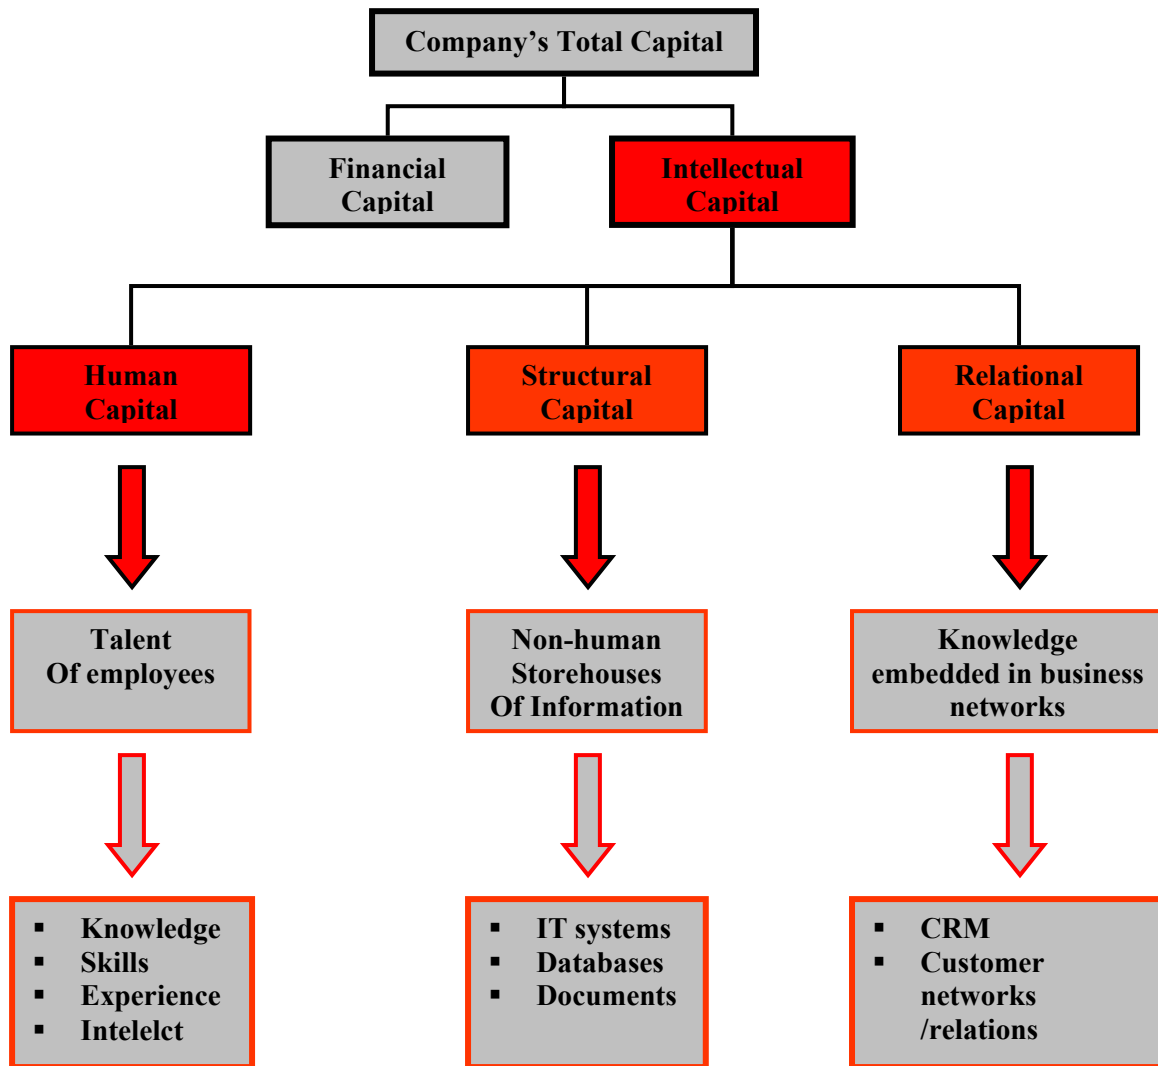 Company’s Total Capital
Financial
Capital
Intellectual
Capital
Human
Capital
Structural
Capital
Relational
Capital
Talent
Of employees
Non-human
Storehouses
Of Information
Knowledge
embedded in business
networks
▪ Knowledge
▪ Skills
▪ Experience
▪ Intelelct
▪ IT systems
▪ Databases
▪ Documents
▪ CRM
▪ Customer
networks
/relations